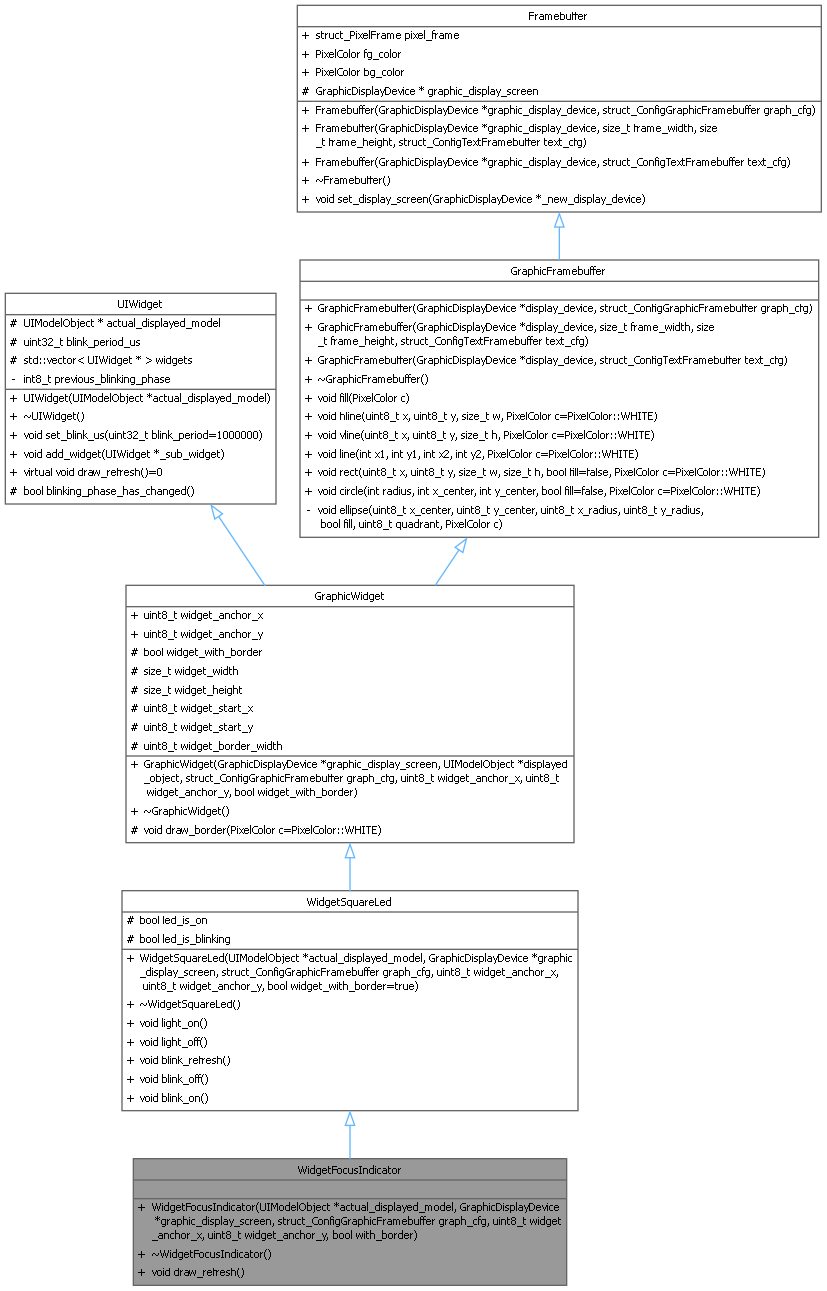 Framebuffer
+ struct_PixelFrame pixel_frame
+ PixelColor fg_color
+ PixelColor bg_color
# GraphicDisplayDevice * graphic_display_screen
+ Framebuffer(GraphicDisplayDevice *graphic_display_device, struct_ConfigGraphicFramebuffer graph_cfg)
+ Framebuffer(GraphicDisplayDevice *graphic_display_device, size_t frame_width, size
_t frame_height, struct_ConfigTextFramebuffer text_cfg)
+ Framebuffer(GraphicDisplayDevice *graphic_display_device, struct_ConfigTextFramebuffer text_cfg)
+ ~Framebuffer()
+ void set_display_screen(GraphicDisplayDevice *_new_display_device)
GraphicFramebuffer
+ GraphicFramebuffer(GraphicDisplayDevice *display_device, struct_ConfigGraphicFramebuffer graph_cfg)
+ GraphicFramebuffer(GraphicDisplayDevice *display_device, size_t frame_width, size
_t frame_height, struct_ConfigTextFramebuffer text_cfg)
+ GraphicFramebuffer(GraphicDisplayDevice *display_device, struct_ConfigTextFramebuffer text_cfg)
+ ~GraphicFramebuffer()
+ void fill(PixelColor c)
+ void hline(uint8_t x, uint8_t y, size_t w, PixelColor c=PixelColor::WHITE)
+ void vline(uint8_t x, uint8_t y, size_t h, PixelColor c=PixelColor::WHITE)
+ void line(int x1, int y1, int x2, int y2, PixelColor c=PixelColor::WHITE)
+ void rect(uint8_t x, uint8_t y, size_t w, size_t h, bool fill=false, PixelColor c=PixelColor::WHITE)
+ void circle(int radius, int x_center, int y_center, bool fill=false, PixelColor c=PixelColor::WHITE)
- void ellipse(uint8_t x_center, uint8_t y_center, uint8_t x_radius, uint8_t y_radius,
bool fill, uint8_t quadrant, PixelColor c)
UIWidget
# UIModelObject * actual_displayed_model
# uint32_t blink_period_us
# std::vector< UIWidget * > widgets
- int8_t previous_blinking_phase
+ UIWidget(UIModelObject *actual_displayed_model)
+ ~UIWidget()
+ void set_blink_us(uint32_t blink_period=1000000)
+ void add_widget(UIWidget *_sub_widget)
+ virtual void draw_refresh()=0
# bool blinking_phase_has_changed()
GraphicWidget
+ uint8_t widget_anchor_x
+ uint8_t widget_anchor_y
# bool widget_with_border
# size_t widget_width
# size_t widget_height
# uint8_t widget_start_x
# uint8_t widget_start_y
# uint8_t widget_border_width
+ GraphicWidget(GraphicDisplayDevice *graphic_display_screen, UIModelObject *displayed
_object, struct_ConfigGraphicFramebuffer graph_cfg, uint8_t widget_anchor_x, uint8_t
widget_anchor_y, bool widget_with_border)
+ ~GraphicWidget()
# void draw_border(PixelColor c=PixelColor::WHITE)
WidgetSquareLed
# bool led_is_on
# bool led_is_blinking
+ WidgetSquareLed(UIModelObject *actual_displayed_model, GraphicDisplayDevice *graphic
_display_screen, struct_ConfigGraphicFramebuffer graph_cfg, uint8_t widget_anchor_x,
uint8_t widget_anchor_y, bool widget_with_border=true)
+ ~WidgetSquareLed()
+ void light_on()
+ void light_off()
+ void blink_refresh()
+ void blink_off()
+ void blink_on()
WidgetFocusIndicator
+ WidgetFocusIndicator(UIModelObject *actual_displayed_model, GraphicDisplayDevice
*graphic_display_screen, struct_ConfigGraphicFramebuffer graph_cfg, uint8_t widget
_anchor_x, uint8_t widget_anchor_y, bool with_border)
+ ~WidgetFocusIndicator()
+ void draw_refresh()